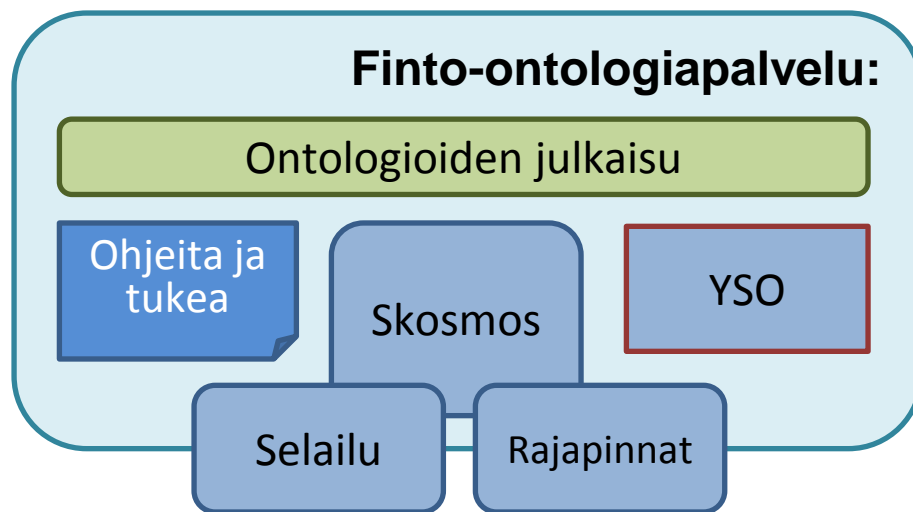 Finto-ontologiapalvelu:
Ontologioiden julkaisu
Ohjeita ja
tukea
Skosmos
YSO
Selailu
Rajapinnat